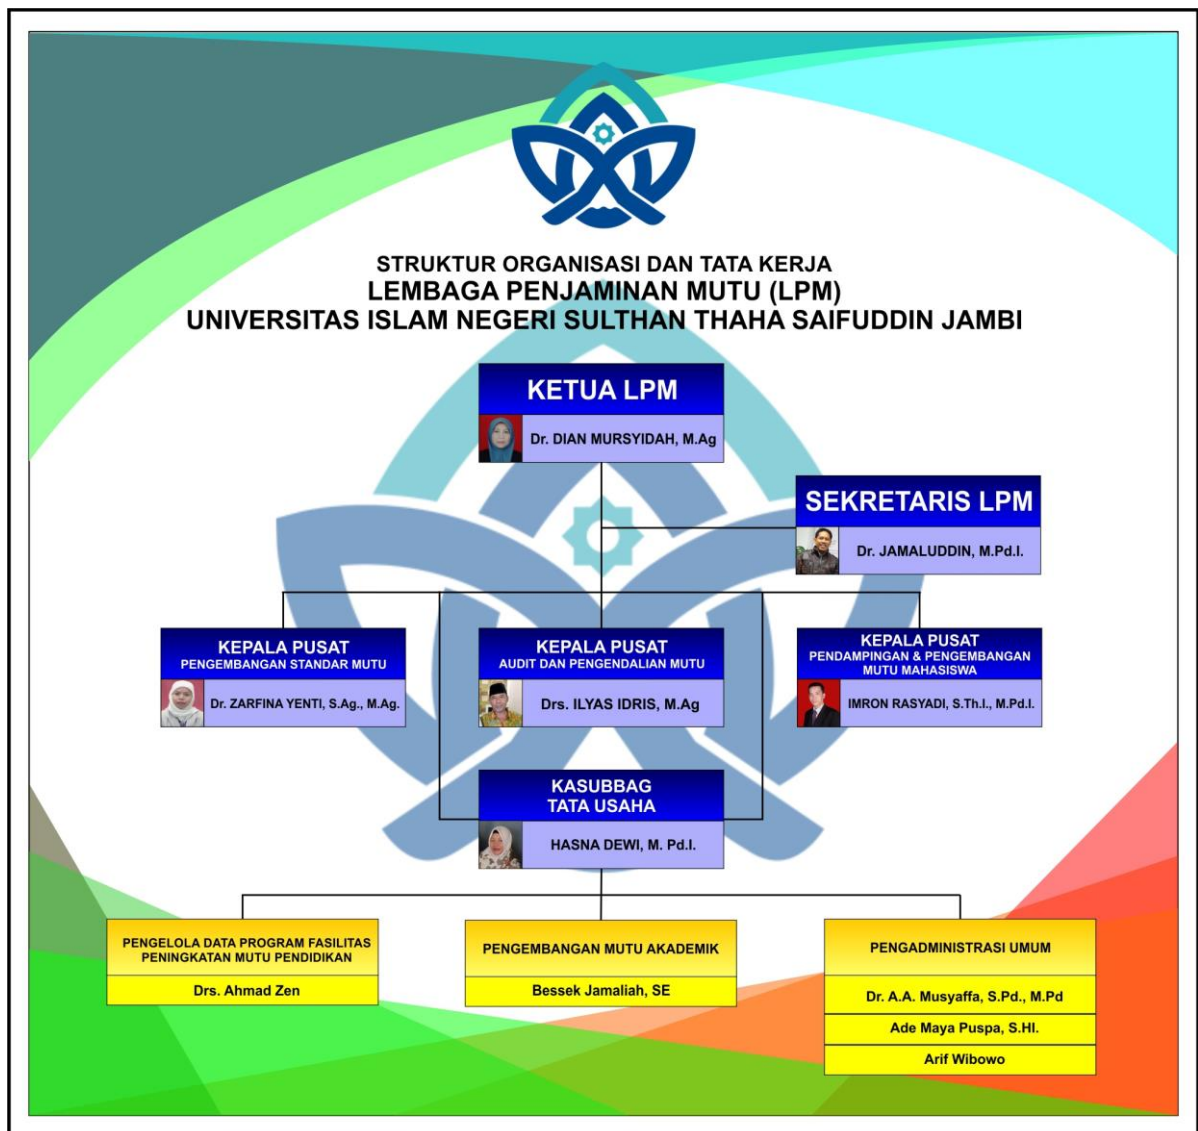 STRUKTUR ORGANISASI DAN TATA KERJA
LEMBAGA PENJAMINAN MUTU (LPM)
UNIVERSITAS ISLAM NEGERI SULTHAN THAHA SAIFUDDIN JAMBI
KETUA LPM
Dr. DIAN MURSYIDAH, M.Ag
SEKRETARIS LPM
Dr. JAMALUDDIN, M.Pd.I.
KEPALA PUSAT
PENGEMBANGAN STANDAR MUTU
Dr. ZARFINA YENTI, S.Ag., M.Ag.
KEPALA PUSAT
AUDIT DAN PENGENDALIAN MUTU
Drs. ILYAS IDRIS, M.Ag
KEPALA PUSAT
PENDAMPINGAN & PENGEMBANGAN
MUTU MAHASISWA
IMRON RASYADI, S.Th.I., M.Pd.I.
KASUBBAG
TATA USAHA
HASNA DEWI, M. Pd.I.
PENGELOLA DATA PROGRAM FASILITAS
PENINGKATAN MUTU PENDIDIKAN
Drs. Ahmad Zen
PENGEMBANGAN MUTU AKADEMIK
Bessek Jamaliah, SE
PENGADMINISTRASI UMUM
Dr. A.A. Musyaffa, S.Pd., M.Pd
Ade Maya Puspa, S.HI.
Arif Wibowo